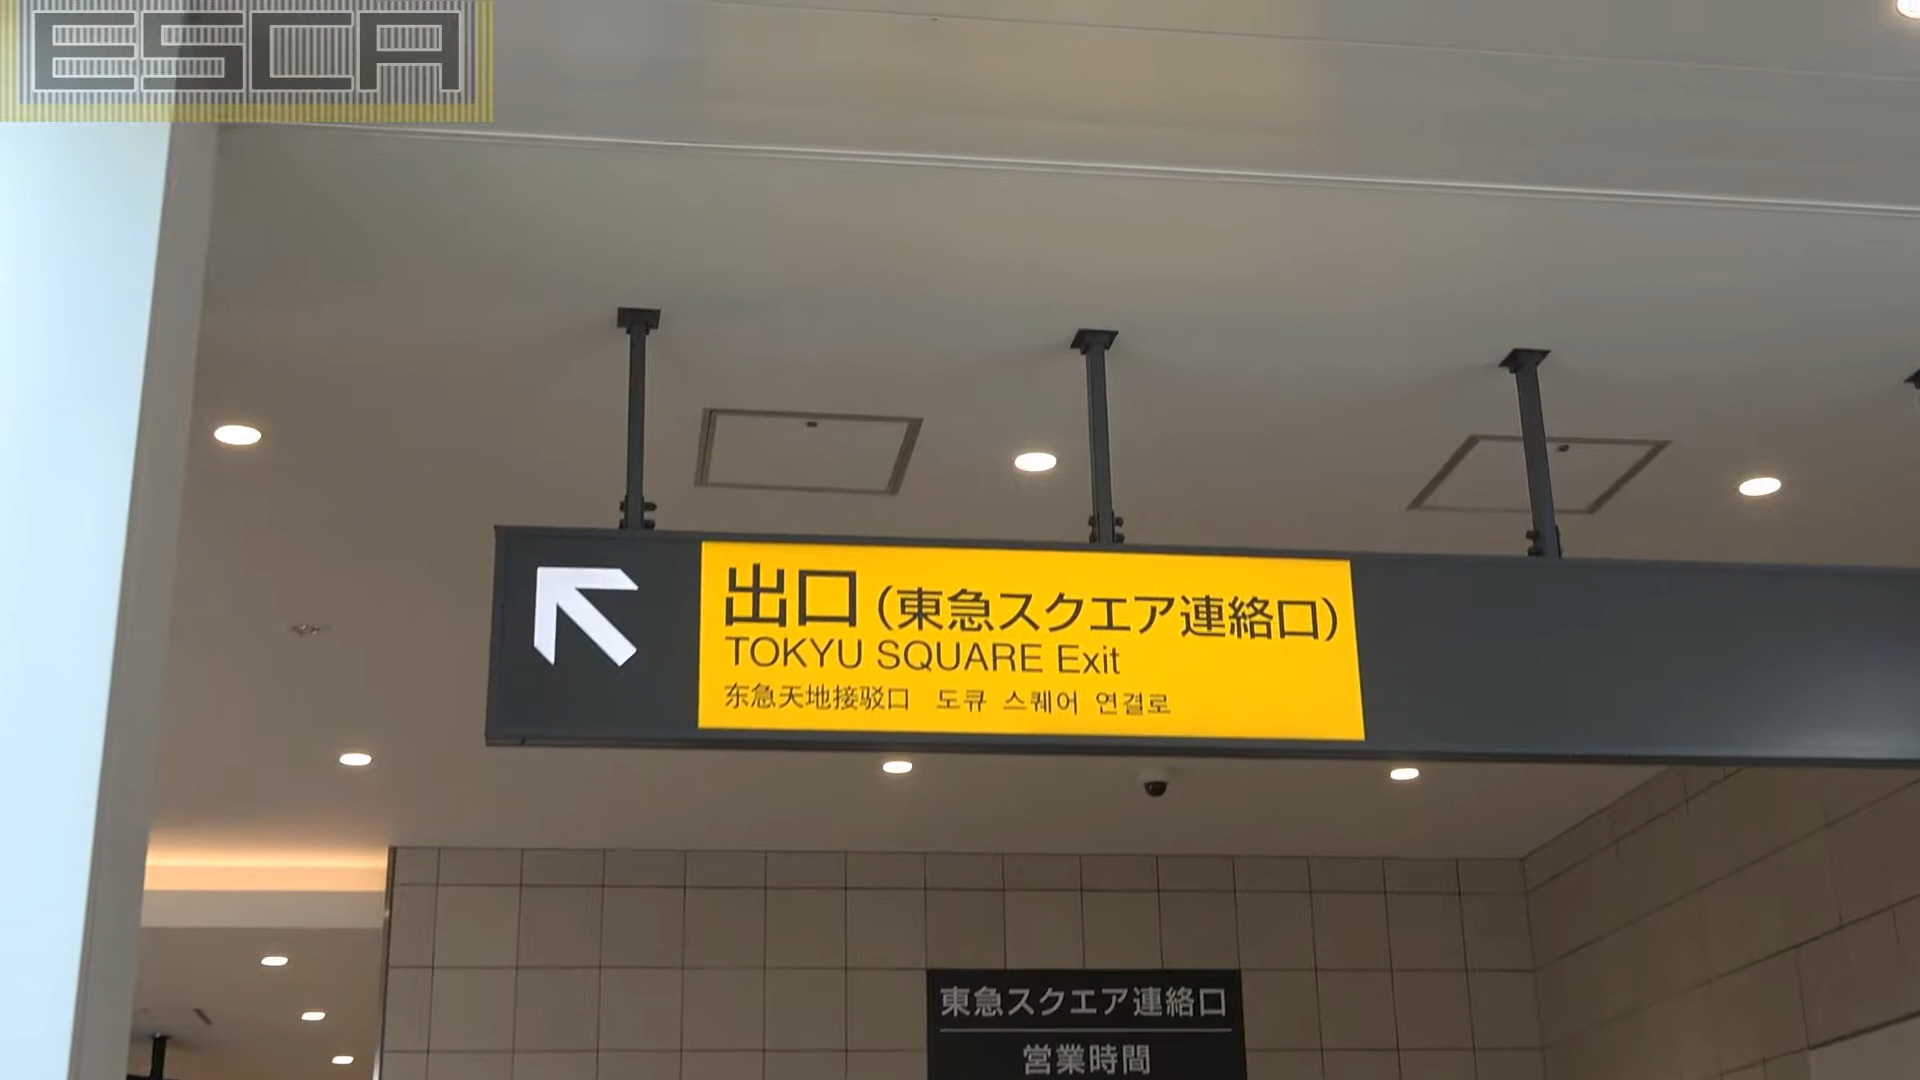 ESCA
出口(東急スクエア連絡口)
TOKYU SQUARE Exit
东急天地接驳口 도큐 스퀘어 연결로
東急スクエア連絡口
営業時間